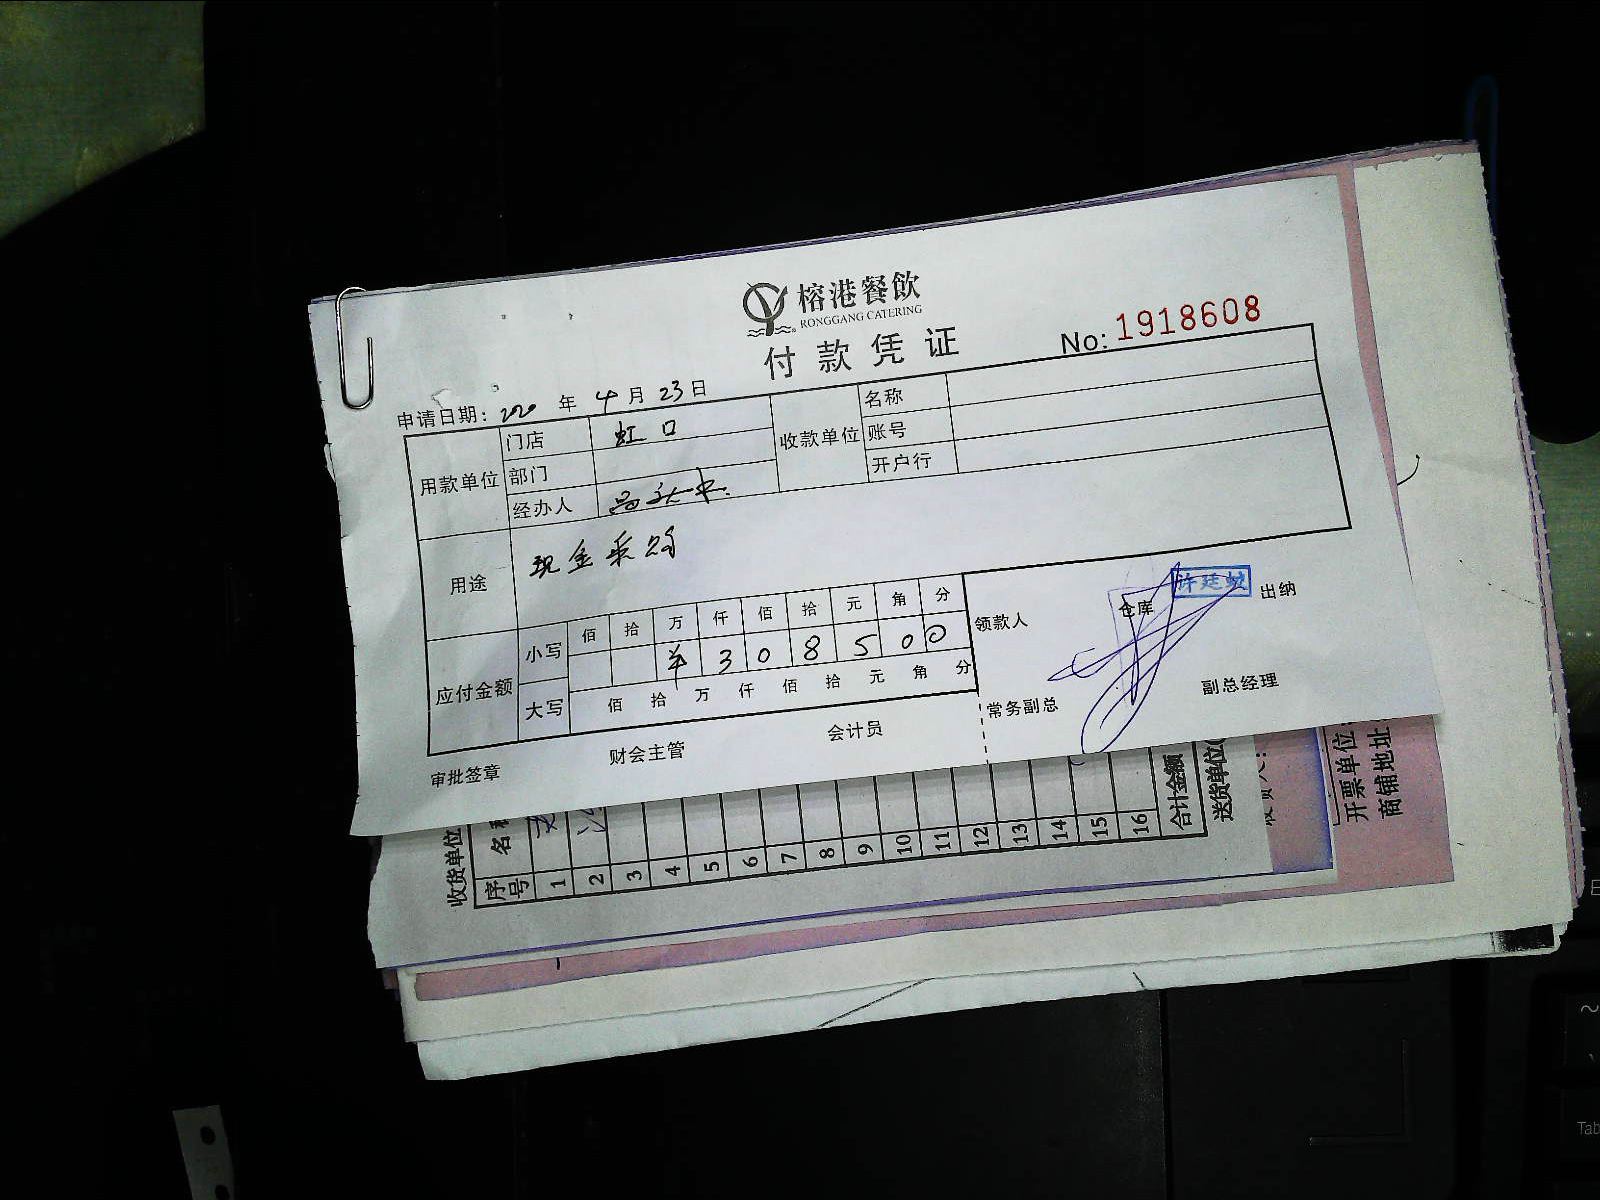 榕港餐飲
RONGGANG CATERING
付款凭证
No: 1918608
申请日期: 2020 年 4 月 23 日
用款单位 门店 虹口
部门
经办人
收款单位 名称
账号
开户行
用途 现金采购
应付金额 小写 佰 拾 万 仟 佰 拾 元 角 分
¥ 3 0 8 5 0 0
大写 佰 拾 万 仟 佰 拾 元 角 分
领款人 仓库 出纳
常务副总 副总经理
审批签章 财会主管 会计员
收货单位
序号 1 2 3 4 5 6 7 8 9 10 11 12 13 14 15 16
合计金额
送货单位
开票单位
商铺地址
Tab